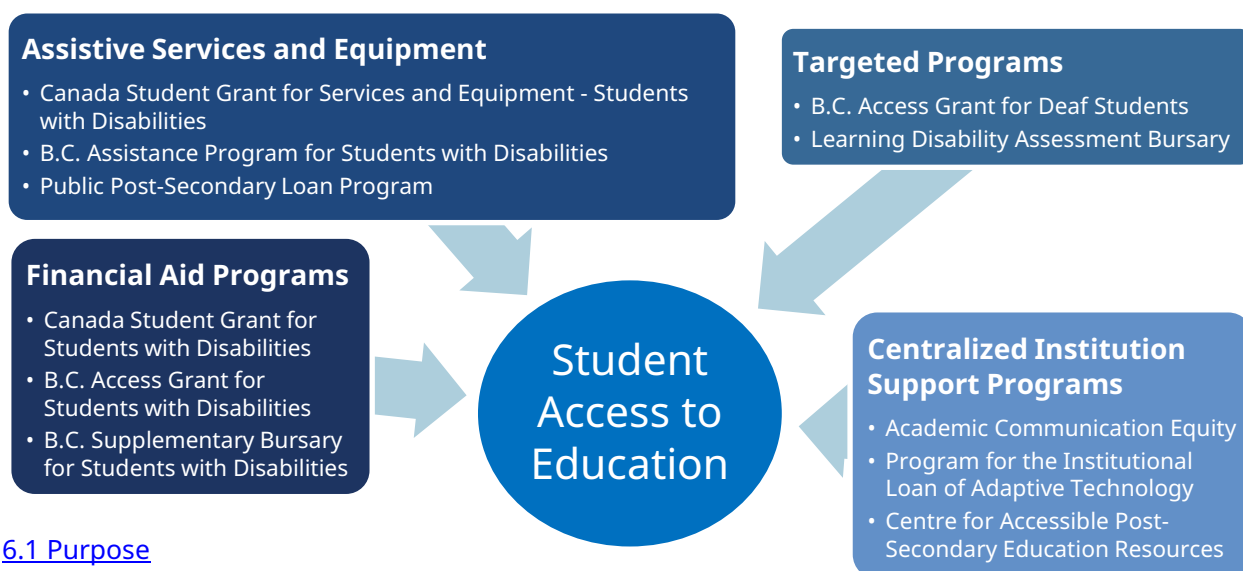 Assistive Services and Equipment
• Canada Student Grant for Services and Equipment - Students
with Disabilities
• B.C. Assistance Program for Students with Disabilities
• Public Post-Secondary Loan Program
Targeted Programs
• B.C. Access Grant for Deaf Students
• Learning Disability Assessment Bursary
Financial Aid Programs
• Canada Student Grant for
Students with Disabilities
• B.C. Access Grant for
Students with Disabilities
• B.C. Supplementary Bursary
for Students with Disabilities
Student
Access to
Education
Centralized Institution
Support Programs
• Academic Communication Equity
• Program for the Institutional
Loan of Adaptive Technology
• Centre for Accessible Post-
Secondary Education Resources
6.1 Purpose